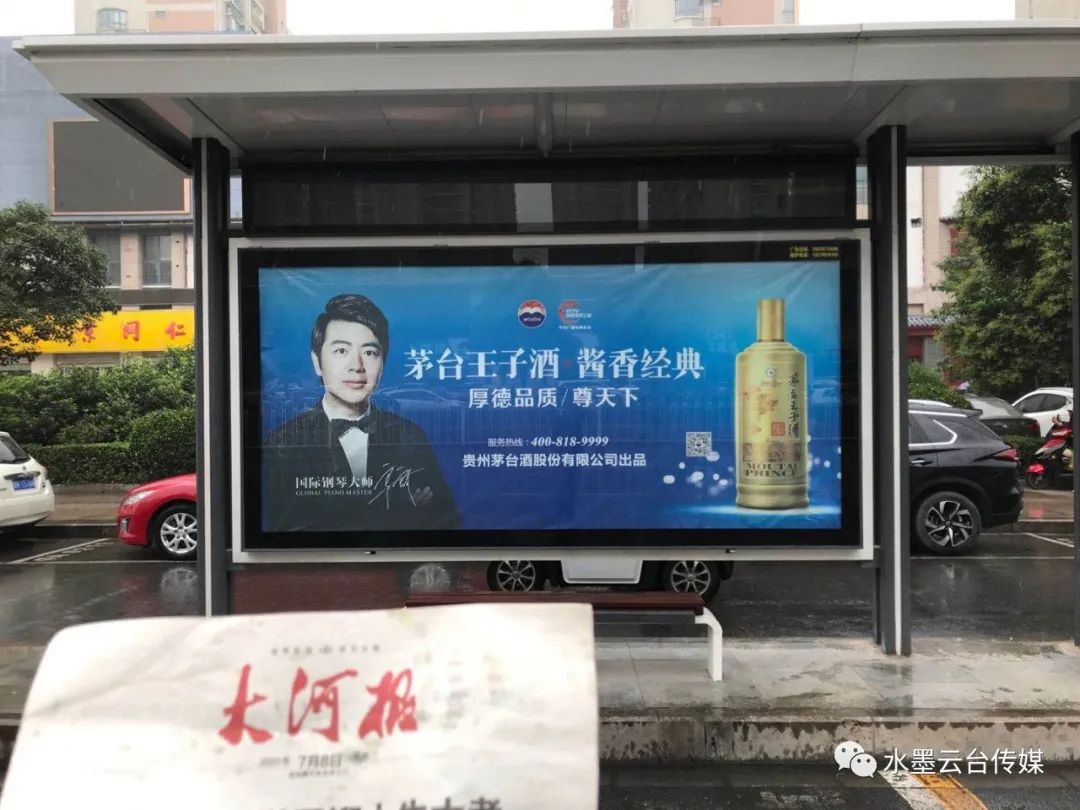 京同仁
MOUTAI
茅台王子酒·酱香经典
厚德品质/尊天下
服务热线：400-818-9999
贵州茅台酒股份有限公司出品
国际钢琴大师
GLOBAL PIANO MASTER
茅台王子酒
MOUTAI
PRINCE
大河报
7月8日
水墨云台传媒